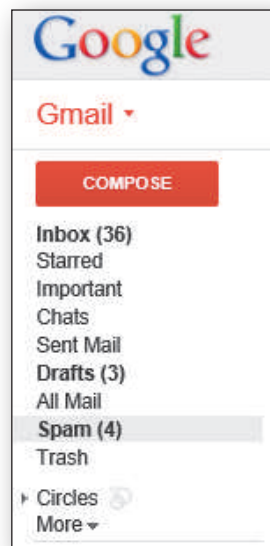 Google
Gmail
COMPOSE
Inbox (36)
Starred
Important
Chats
Sent Mail
Drafts (3)
All Mail
Spam (4)
Trash
Circles
More